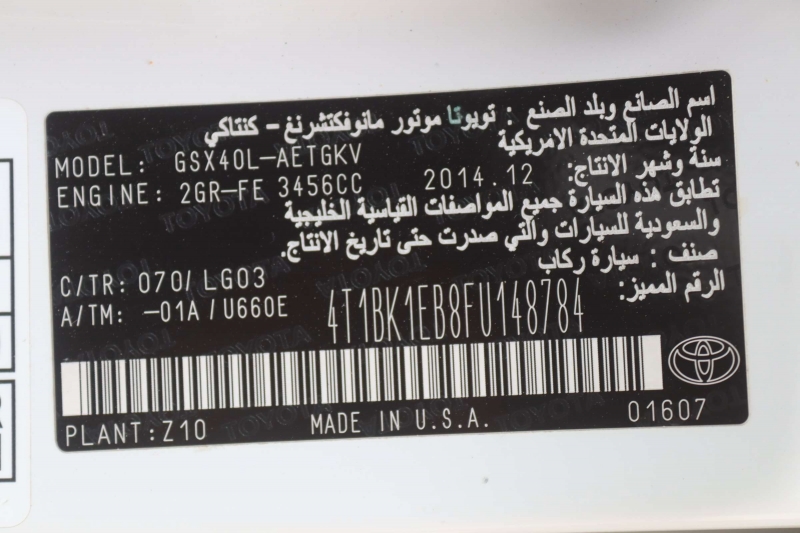 اسم الصانع وبلد الصنع : تويوتا موتور مانوفكتشرنغ - كنتاكي
الولايات المتحدة الامريكية
MODEL: GSX40L-AETGKV
سنة وشهر الانتاج: 2014.12
ENGINE: 2GR-FE 3456CC
تطابق هذه السيارة جميع المواصفات القياسية الخليجية
والسعودية للسيارات والتي صدرت حتى تاريخ الانتاج.
صنف : سيارة ركاب
C/TR: 070/ LG03
الرقم المميز:
A/TM: -01A / U660E
4T1BK1EB8FU148784
PLANT:Z10 MADE IN U.S.A. 01607